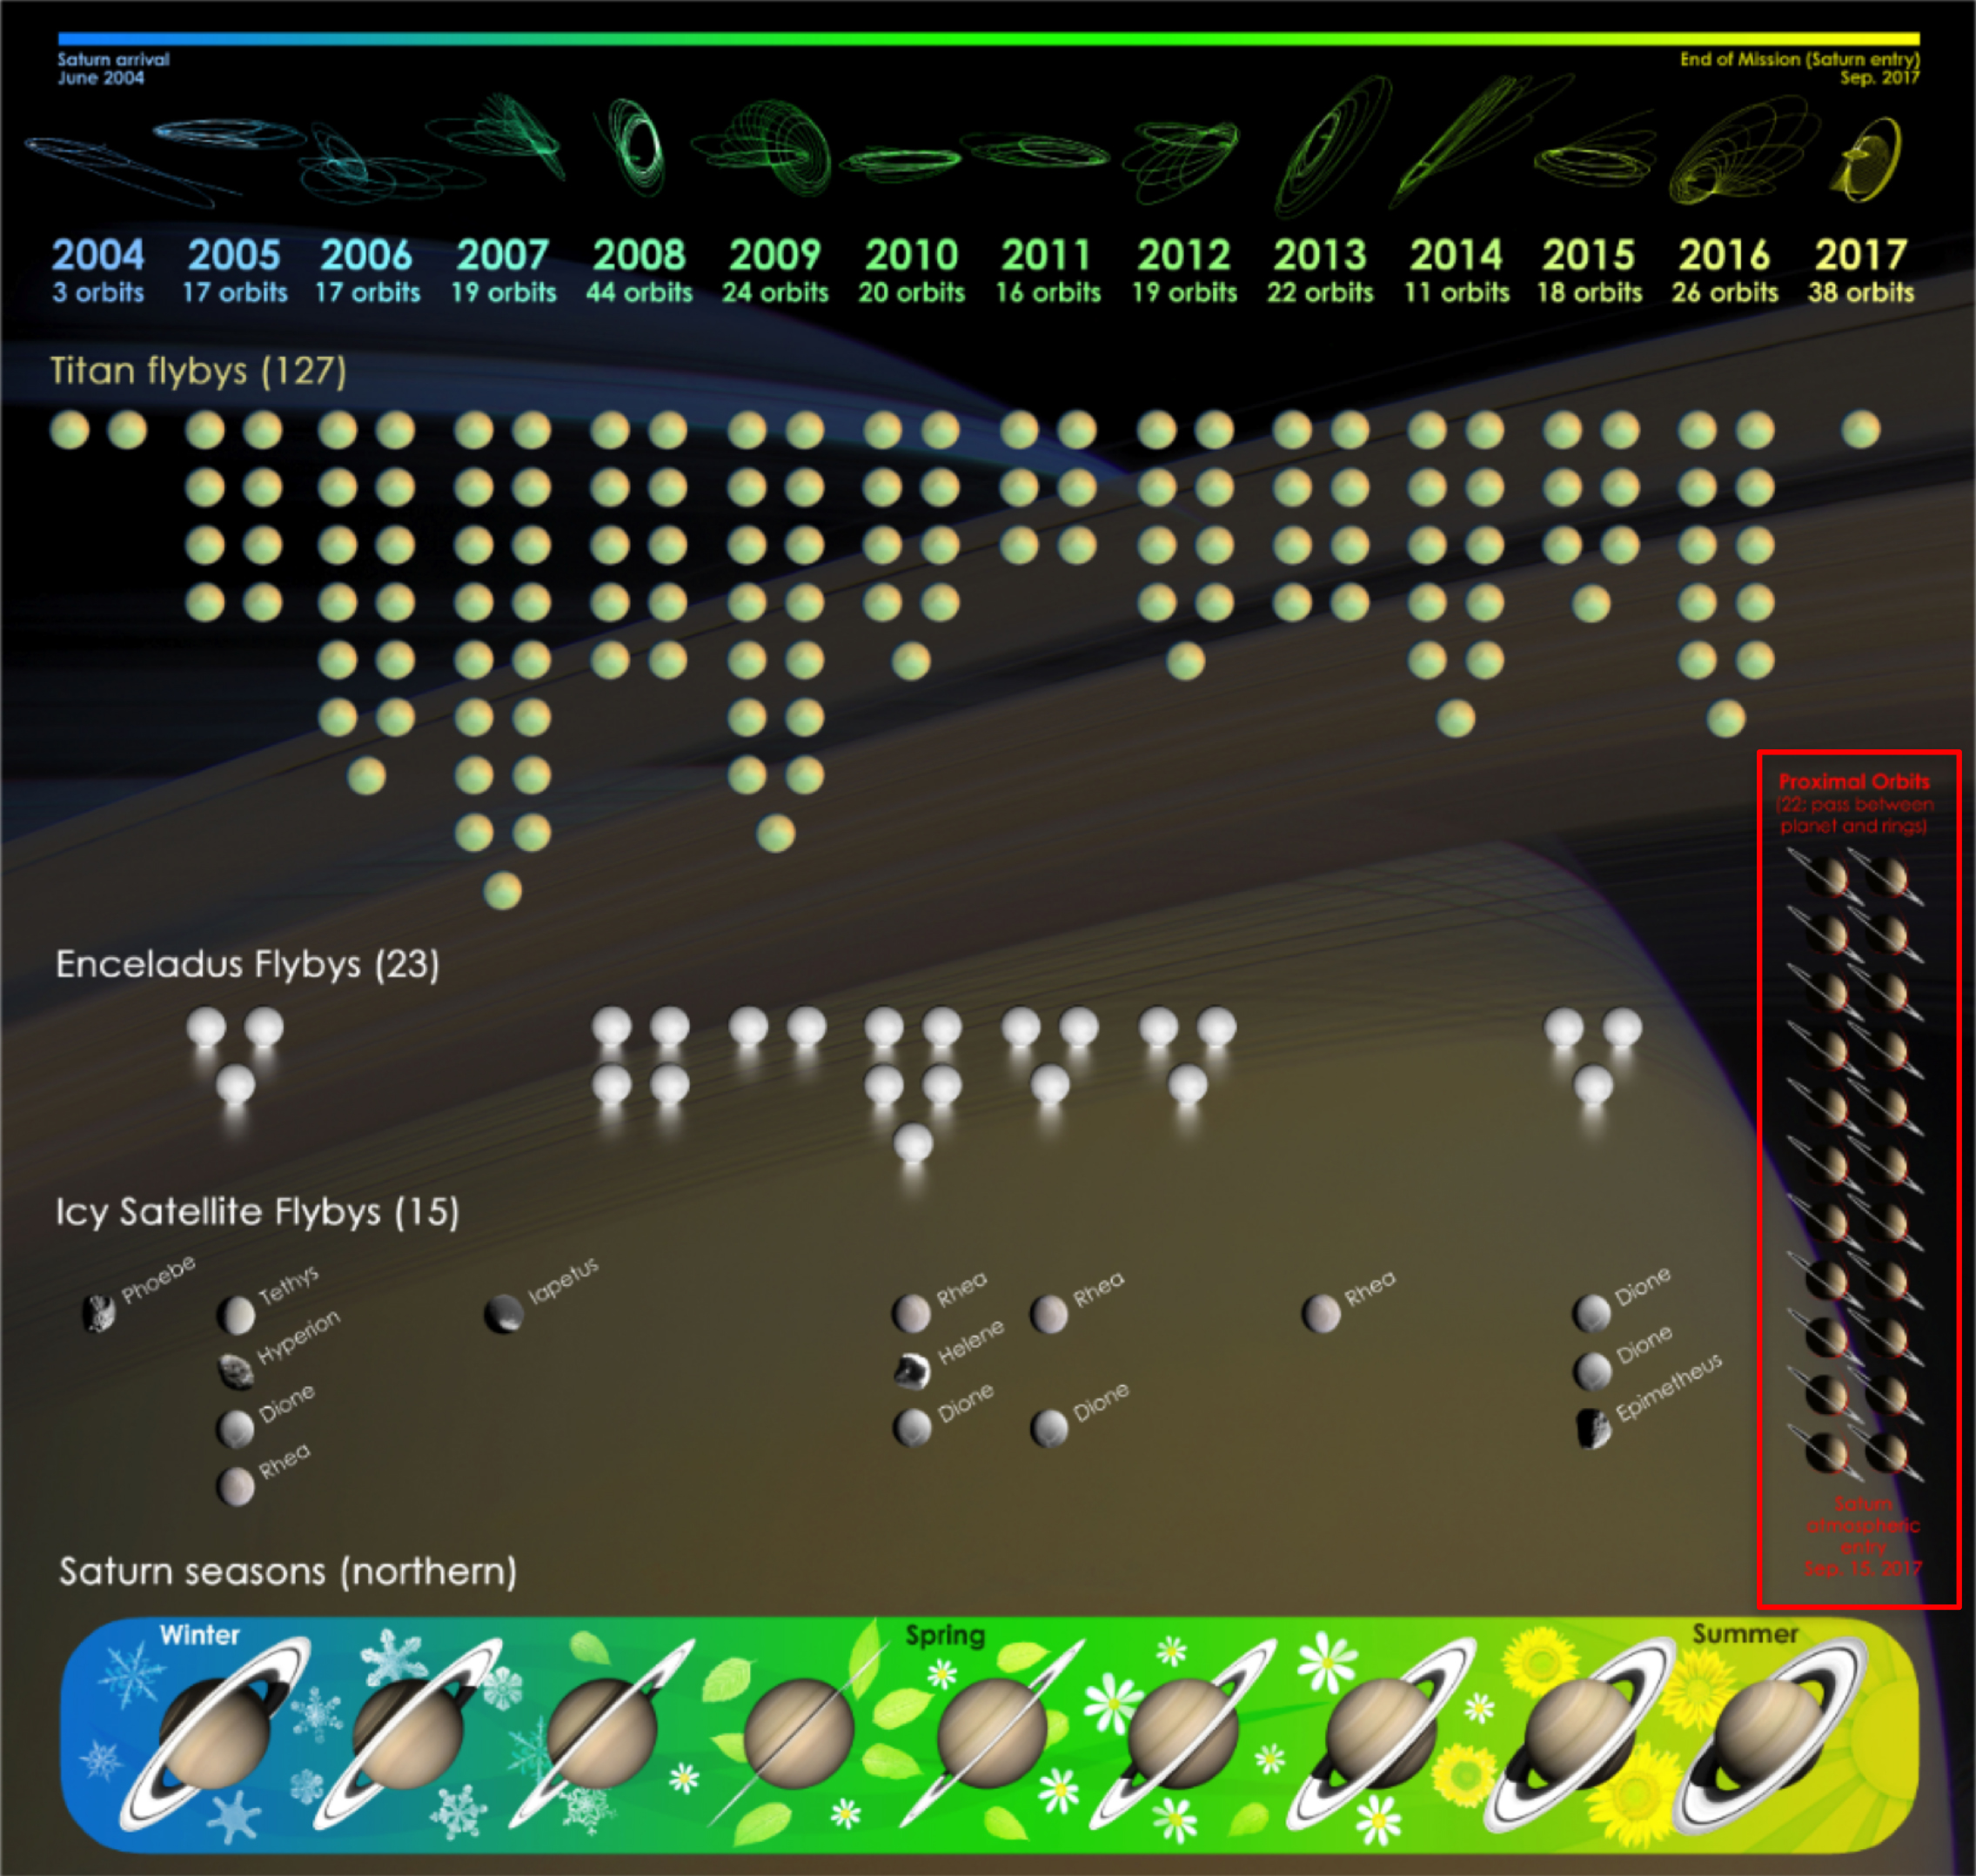 Saturn arrival
June 2004
End of Mission (Saturn entry)
Sep. 2017
2004 2005 2006 2007 2008 2009 2010 2011 2012 2013 2014 2015 2016 2017
3 orbits 17 orbits 17 orbits 19 orbits 44 orbits 24 orbits 20 orbits 16 orbits 19 orbits 22 orbits 11 orbits 18 orbits 26 orbits 38 orbits
Titan flybys (127)
Proximal Orbits
(22: pass between
planet and rings)
Enceladus Flybys (23)
Icy Satellite Flybys (15)
Phoebe
Tethys
Hyperion
Dione
Rhea
Iapetus
Rhea
Helene
Dione
Rhea
Dione
Rhea
Dione
Dione
Epimetheus
Saturn
atmospheric
entry
Sep. 15, 2017
Saturn seasons (northern)
Winter Spring Summer